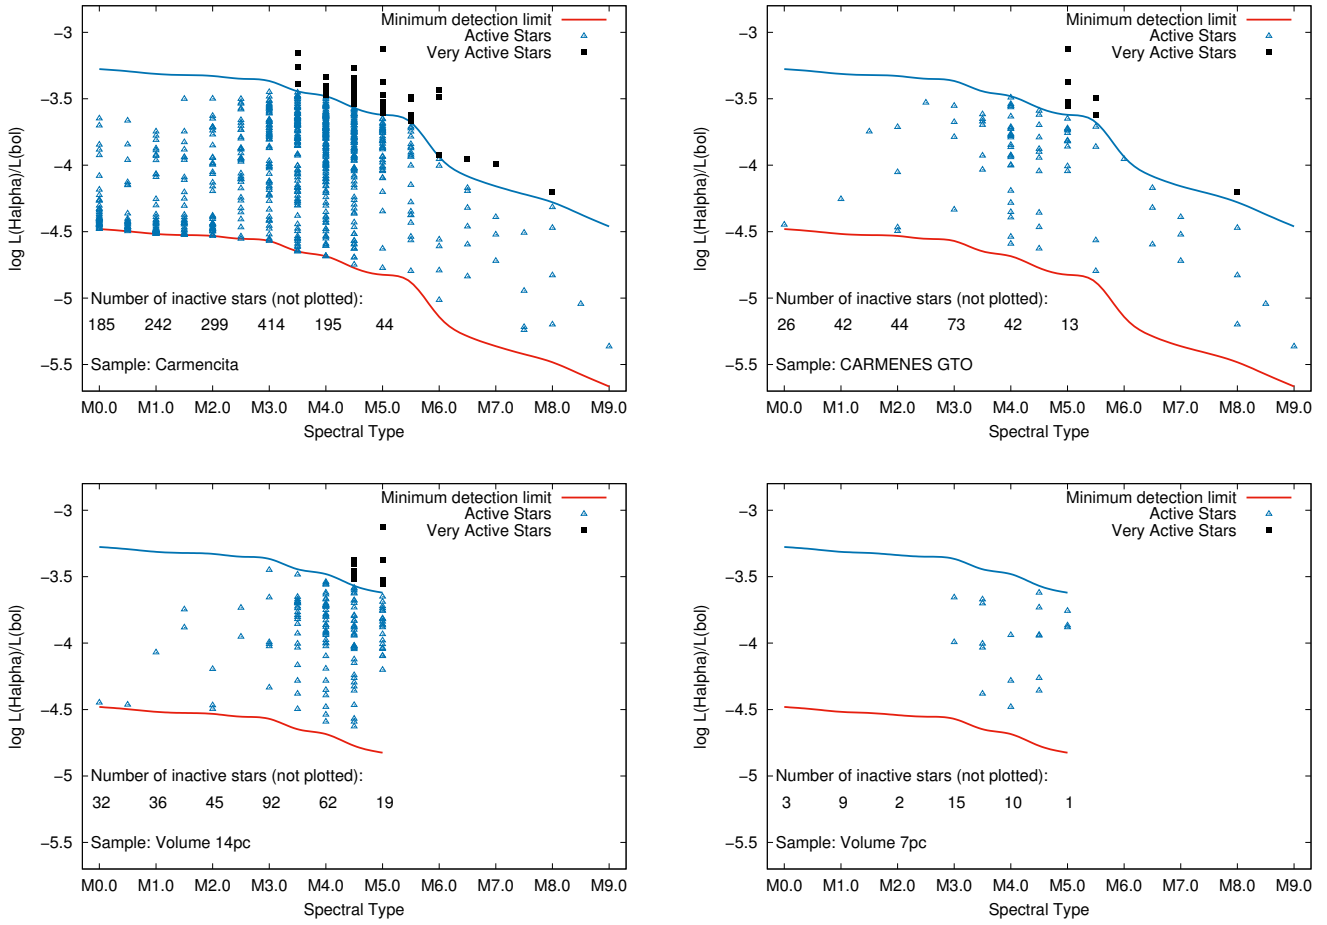 Minimum detection limit
Active Stars
Very Active Stars
−3
−3.5
−4
−4.5
−5
−5.5
log L(Halpha)/L(bol)
Number of inactive stars (not plotted):
185 242 299 414 195 44
Sample: Carmencita
M0.0 M1.0 M2.0 M3.0 M4.0 M5.0 M6.0 M7.0 M8.0 M9.0
Spectral Type
Minimum detection limit
Active Stars
Very Active Stars
−3
−3.5
−4
−4.5
−5
−5.5
log L(Halpha)/L(bol)
Number of inactive stars (not plotted):
26 42 44 73 42 13
Sample: CARMENES GTO
M0.0 M1.0 M2.0 M3.0 M4.0 M5.0 M6.0 M7.0 M8.0 M9.0
Spectral Type
Minimum detection limit
Active Stars
Very Active Stars
−3
−3.5
−4
−4.5
−5
−5.5
log L(Halpha)/L(bol)
Number of inactive stars (not plotted):
32 36 45 92 62 19
Sample: Volume 14pc
M0.0 M1.0 M2.0 M3.0 M4.0 M5.0 M6.0 M7.0 M8.0 M9.0
Spectral Type
Minimum detection limit
Active Stars
Very Active Stars
−3
−3.5
−4
−4.5
−5
−5.5
log L(Halpha)/L(bol)
Number of inactive stars (not plotted):
3 9 2 15 10 1
Sample: Volume 7pc
M0.0 M1.0 M2.0 M3.0 M4.0 M5.0 M6.0 M7.0 M8.0 M9.0
Spectral Type